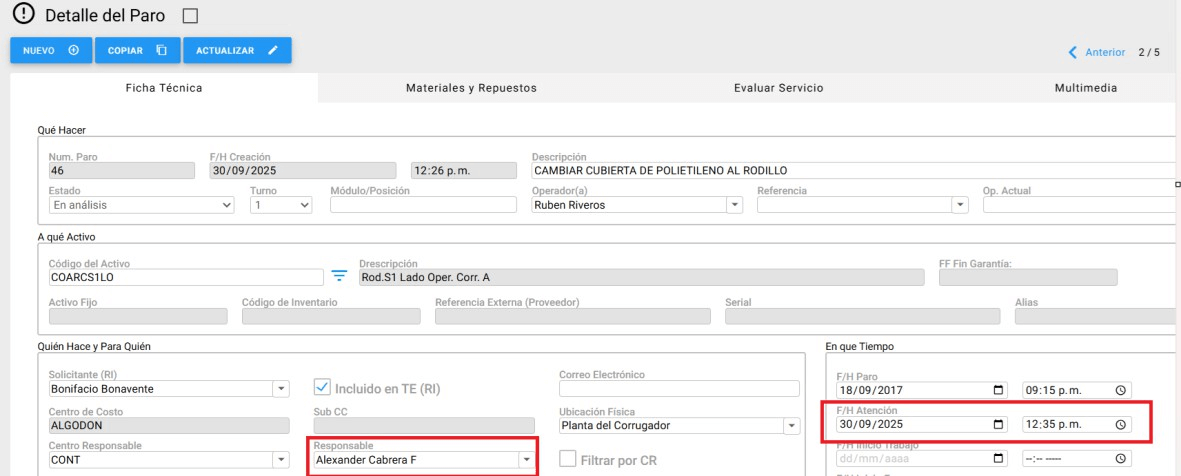 Detalle del Paro
NUEVO COPIAR ACTUALIZAR Anterior 2 / 5
Ficha Técnica Materiales y Repuestos Evaluar Servicio Multimedia
Qué Hacer
Num. Paro F/H Creación Descripción
46 30/09/2025 12:26 p. m. CAMBIAR CUBIERTA DE POLIETILENO AL RODILLO
Estado Turno Módulo/Posición Operador(a) Referencia Op. Actual
En análisis 1 Ruben Riveros
A qué Activo
Código del Activo Drescripción FF Fin Garantía:
COARCS1LO Rod.S1 Lado Oper. Corr. A
Activo Fijo Código de Inventario Referencia Externa (Proveedor) Serial Alias
Quién Hace y Para Quién En que Tiempo
Solicitante (RI) Correo Electrónico F/H Paro
Bonifacio Bonavente Incluido en TE (RI) 18/09/2017 09:15 p. m.
Centro de Costo Sub CC Ubicación Física F/H Atención
ALGODON Planta del Corrugador 30/09/2025 12:35 p. m.
Centro Responsable Responsable F/H Inicio Trabajo
CONT Alexander Cabrera F Filtrar por CR dd/mm/aaaa --:-- -----